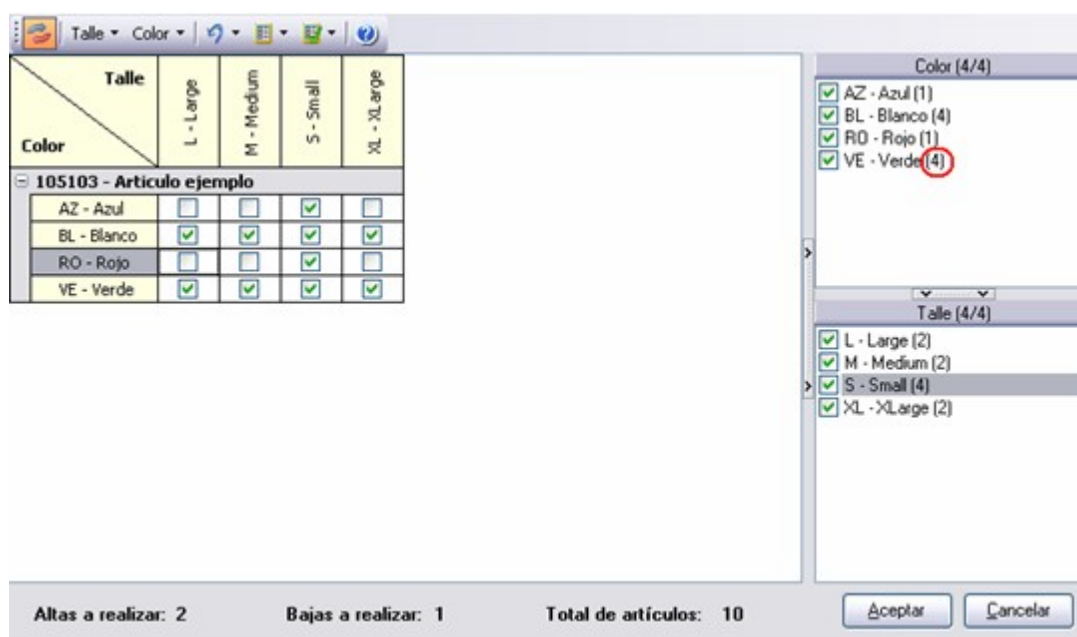 Talle Color
Talle
Color
L - Large
M - Medium
S - Small
XL - XLarge
105103 - Articulo ejemplo
AZ - Azul
BL - Blanco
RO - Rojo
VE - Verde
Color (4/4)
AZ - Azul (1)
BL - Blanco (4)
RO - Rojo (1)
VE - Verde (4)
Talle (4/4)
L - Large (2)
M - Medium (2)
S - Small (4)
XL - XLarge (2)
Altas a realizar: 2 Bajas a realizar: 1 Total de artículos: 10 Aceptar Cancelar